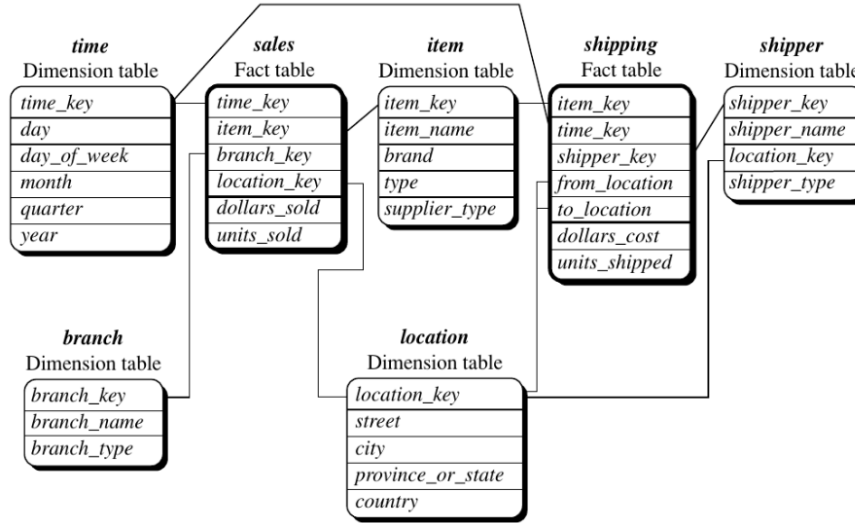 time
Dimension table
time_key
day
day_of_week
month
quarter
year
sales
Fact table
time_key
item_key
branch_key
location_key
dollars_sold
units_sold
item
Dimension table
item_key
item_name
brand
type
supplier_type
shipping
Fact table
item_key
time_key
shipper_key
from_location
to_location
dollars_cost
units_shipped
shipper
Dimension table
shipper_key
shipper_name
location_key
shipper_type
branch
Dimension table
branch_key
branch_name
branch_type
location
Dimension table
location_key
street
city
province_or_state
country